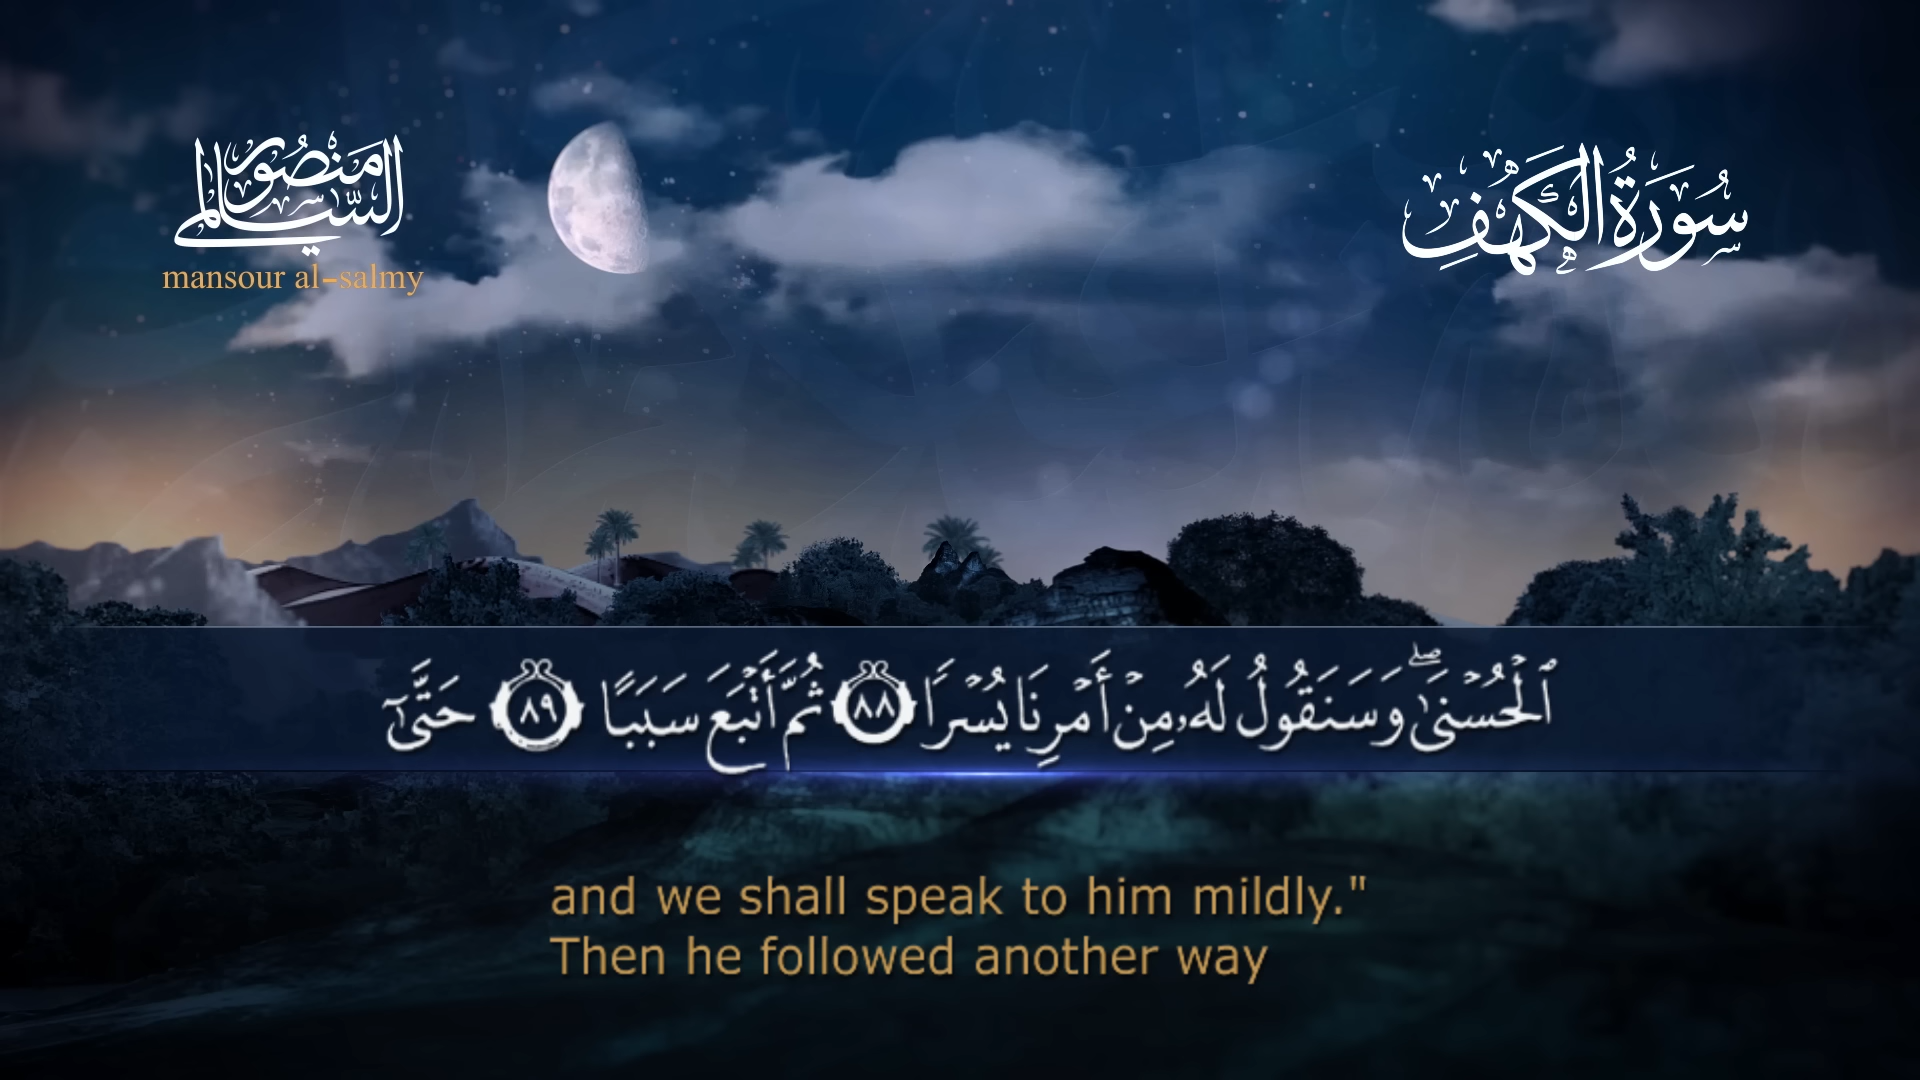 منصور
السالمي
mansour al-salmy
سُورَةُ الكَهْفِ
ٱلْحُسْنَىٰ ۖ وَسَنَقُولُ لَهُۥ مِنْ أَمْرِنَا يُسْرًا ٨٨ ثُمَّ أَتْبَعَ سَبَبًا ٨٩ حَتَّىٰٓ
and we shall speak to him mildly."
Then he followed another way